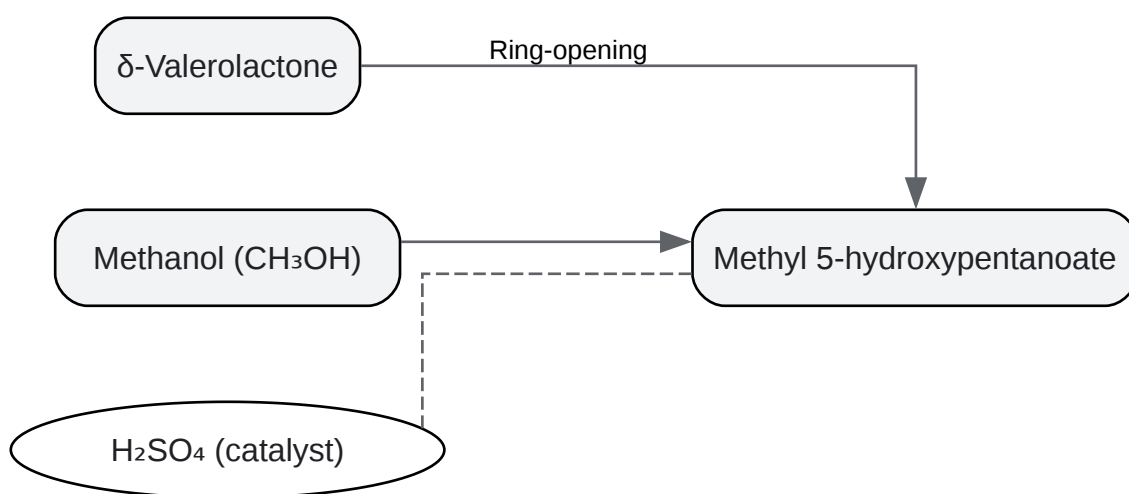 δ-Valerolactone
Ring-opening
Methanol (CH₃OH)
Methyl 5-hydroxypentanoate
H₂SO₄ (catalyst)